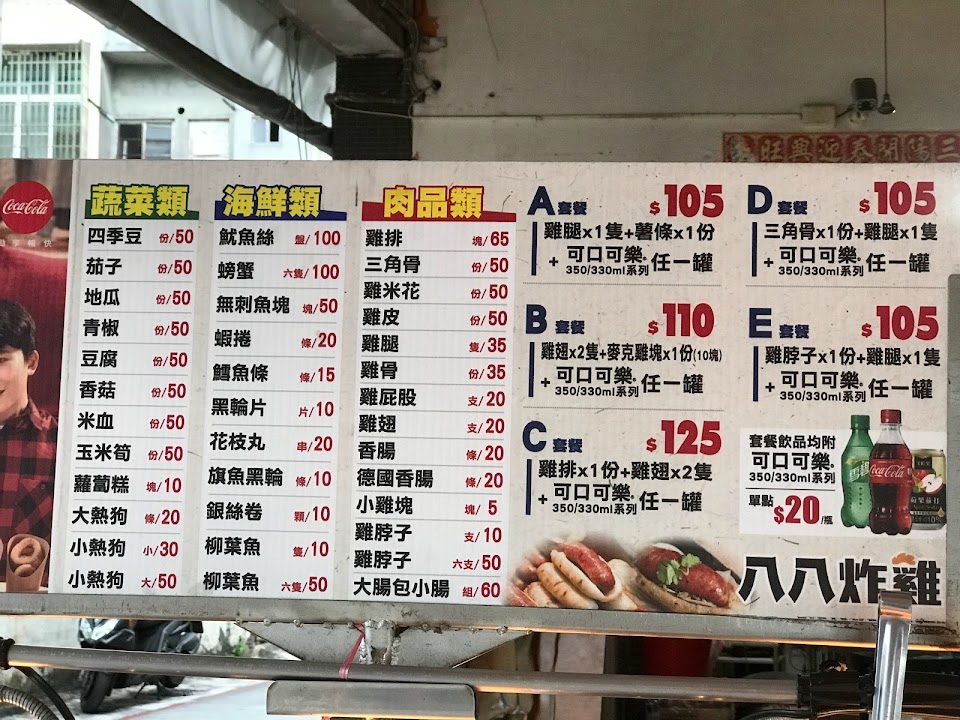 三陽開泰迎興旺
Coca-Cola
蔬菜類
四季豆 份/50
茄子 份/50
地瓜 份/50
青椒 份/50
豆腐 份/50
香菇 份/50
米血 份/50
玉米筍 份/50
蘿蔔糕 塊/10
大熱狗 條/20
小熱狗 小/30
小熱狗 大/50
海鮮類
魷魚絲 盤/100
螃蟹 六隻/100
無刺魚塊 塊/50
蝦捲 條/20
鱈魚條 條/15
黑輪片 片/10
花枝丸 串/20
旗魚黑輪 條/10
銀絲卷 顆/10
柳葉魚 隻/10
柳葉魚 六隻/50
肉品類
雞排 塊/65
三角骨 份/50
雞米花 份/50
雞皮 份/50
雞腿 隻/35
雞骨 份/35
雞屁股 支/20
雞翅 支/20
香腸 條/20
德國香腸 條/20
小雞塊 塊/5
雞脖子 支/10
雞脖子 六支/50
大腸包小腸 組/60
A 套餐 $105
雞腿x1隻+薯條x1份
+ 可口可樂® 350/330ml系列 任一罐
B 套餐 $110
雞翅x2隻+麥克雞塊x1份(10塊)
+ 可口可樂® 350/330ml系列 任一罐
C 套餐 $125
雞排x1份+雞翅x2隻
+ 可口可樂® 350/330ml系列 任一罐
D 套餐 $105
三角骨x1份+雞腿x1隻
+ 可口可樂® 350/330ml系列 任一罐
E 套餐 $105
雞脖子x1份+雞腿x1隻
+ 可口可樂® 350/330ml系列 任一罐
套餐飲品均附
可口可樂®
350/330ml系列
單點
$20/瓶
Coca-Cola
八八炸雞